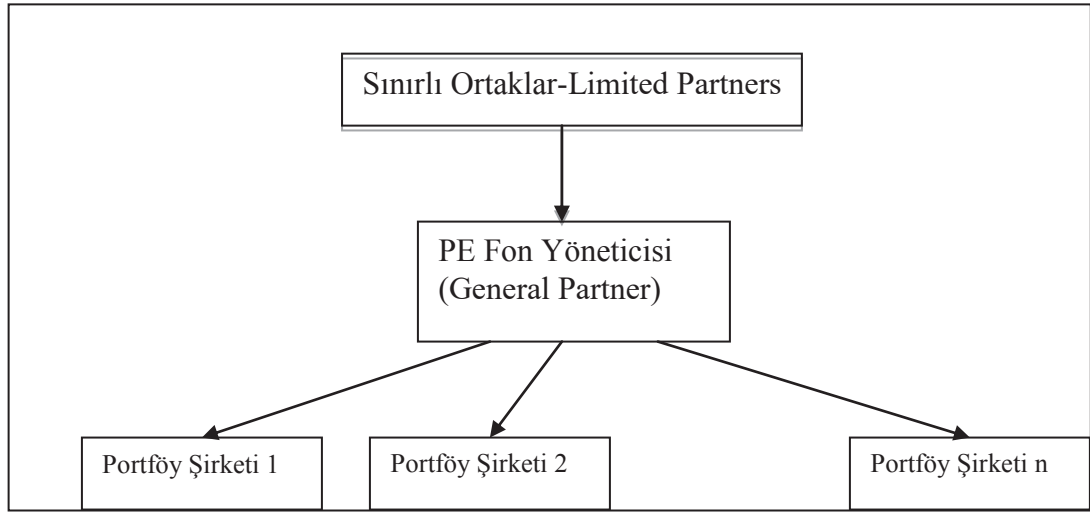 Sınırlı Ortaklar-Limited Partners
PE Fon Yöneticisi
(General Partner)
Portföy Şirketi 1
Portföy Şirketi 2
Portföy Şirketi n